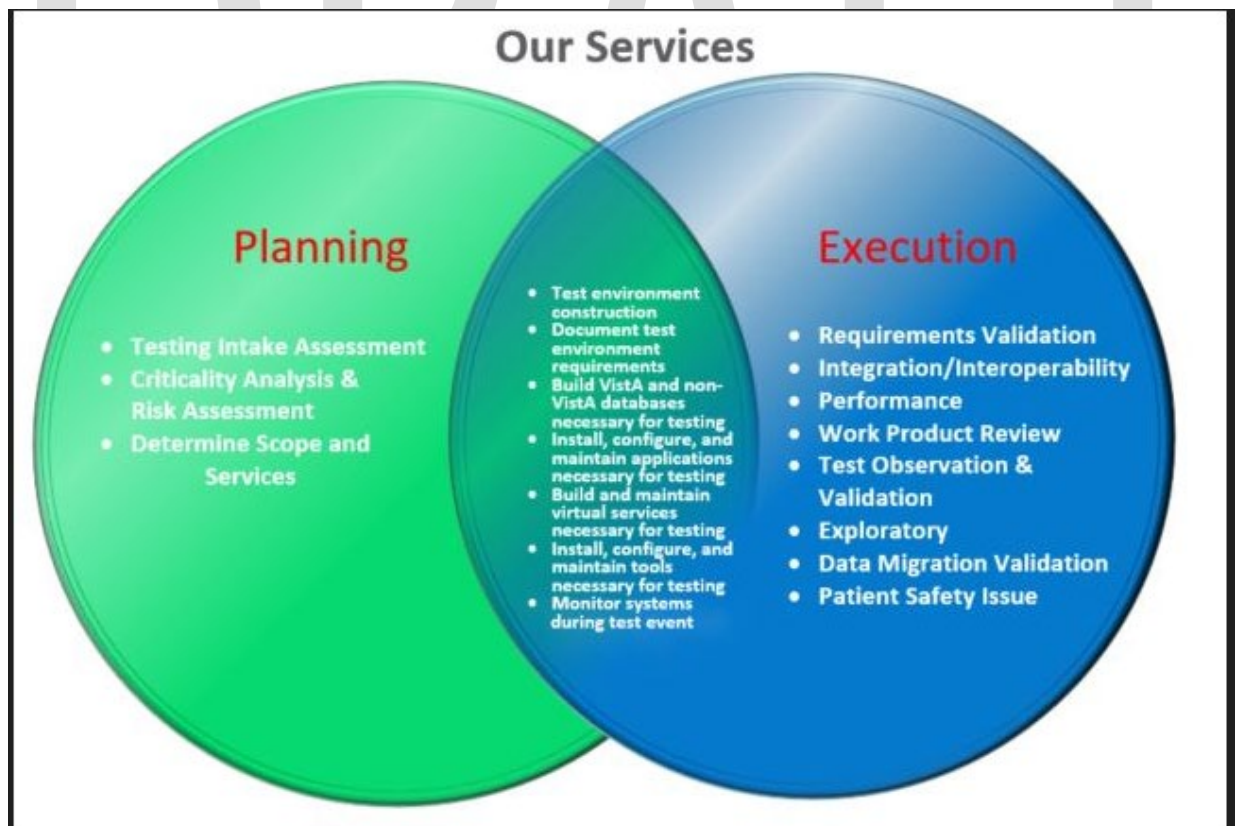 Our Services
Planning
• Testing Intake Assessment
• Criticality Analysis &
Risk Assessment
• Determine Scope and
Services
• Test environment
construction
• Document test
environment
requirements
• Build VistA and non-
VistA databases
necessary for testing
• Install, configure, and
maintain applications
necessary for testing
• Build and maintain
virtual services
necessary for testing
• Install, configure, and
maintain tools
necessary for testing
• Monitor systems
during test event
Execution
• Requirements Validation
• Integration/Interoperability
• Performance
• Work Product Review
• Test Observation &
Validation
• Exploratory
• Data Migration Validation
• Patient Safety Issue